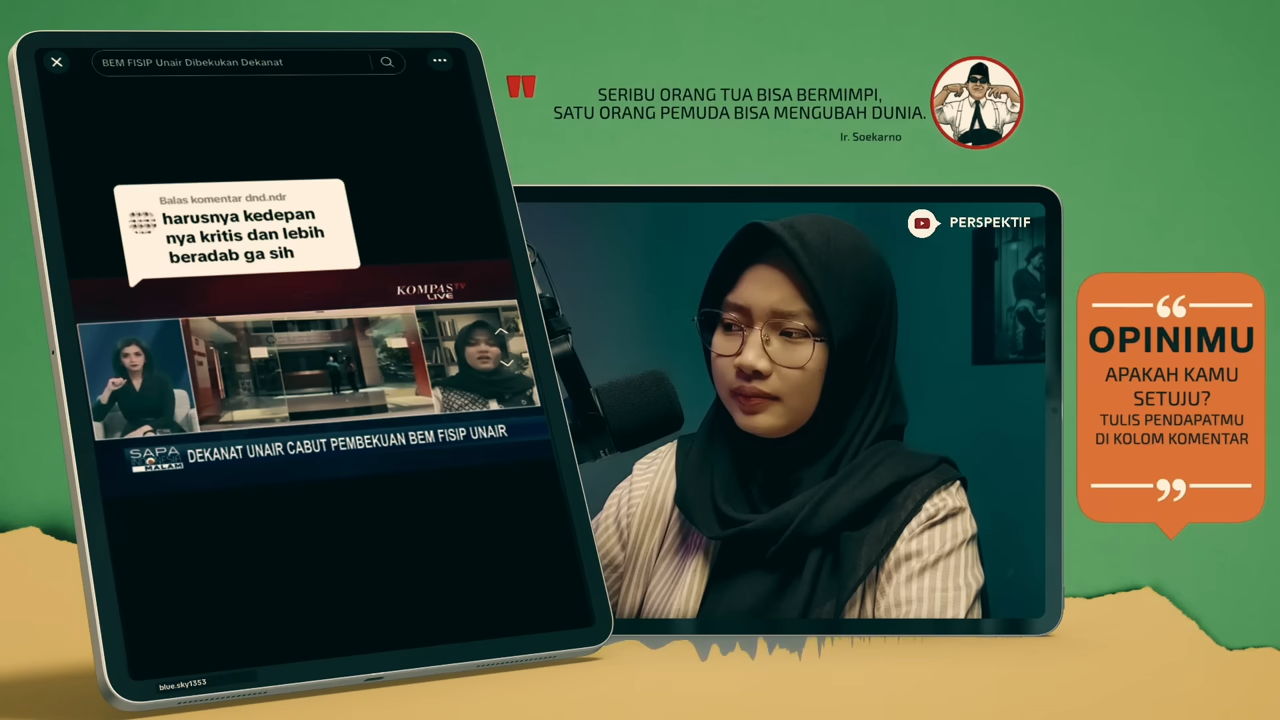 BEM FISIP Unair Dibekukan Dekanat
Balas komentar dnd.ndr
harusnya kedepan
nya kritis dan lebih
beradab ga sih
KOMPAS TV
LIVE
SAPA
INDONESIA
MALAM
DEKANAT UNAIR CABUT PEMBEKUAN BEM FISIP UNAIR
blue.sky1353
SERIBU ORANG TUA BISA BERMIMPI,
SATU ORANG PEMUDA BISA MENGUBAH DUNIA.
Ir. Soekarno
PERSPEKTIF
OPINIMU
APAKAH KAMU
SETUJU?
TULIS PENDAPATMU
DI KOLOM KOMENTAR